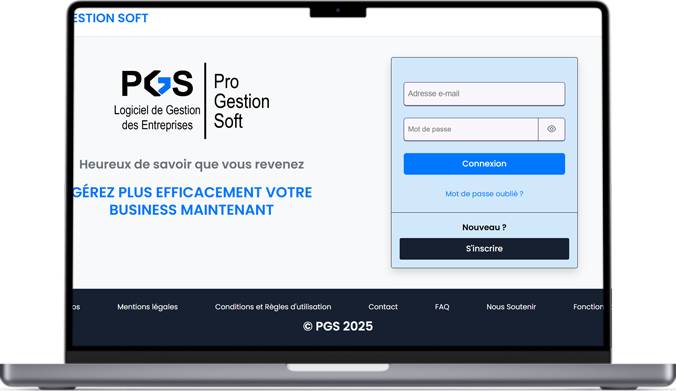 ESTION SOFT
PGS
Logiciel de Gestion
des Entreprises
Pro
Gestion
Soft
Heureux de savoir que vous revenez
GÉREZ PLUS EFFICACEMENT VOTRE
BUSINESS MAINTENANT
Adresse e-mail
Mot de passe
Connexion
Mot de passe oublié ?
Nouveau ?
S'inscrire
os Mentions légales Conditions et Règles d'utilisation Contact FAQ Nous Soutenir Fonction
© PGS 2025